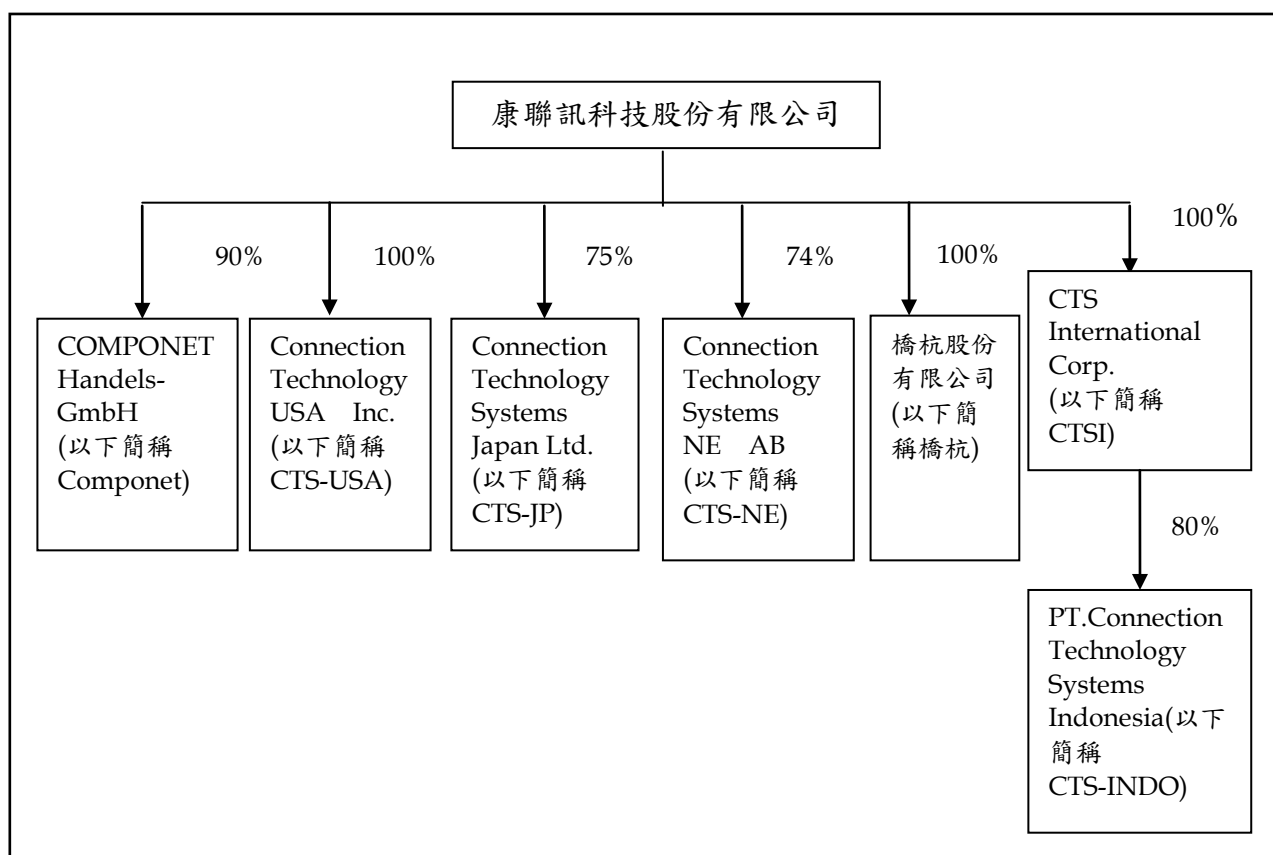 康聯訊科技股份有限公司
90%
100%
75%
74%
100%
100%
COMPONET
Handels-
GmbH
(以下簡稱
Componet)
Connection
Technology
USA Inc.
(以下簡稱
CTS-USA)
Connection
Technology
Systems
Japan Ltd.
(以下簡稱
CTS-JP)
Connection
Technology
Systems
NE AB
(以下簡稱
CTS-NE)
橋杭股份
有限公司
(以下簡
稱橋杭)
CTS
International
Corp.
(以下簡稱
CTSI)
80%
PT.Connection
Technology
Systems
Indonesia(以下
簡稱
CTS-INDO)